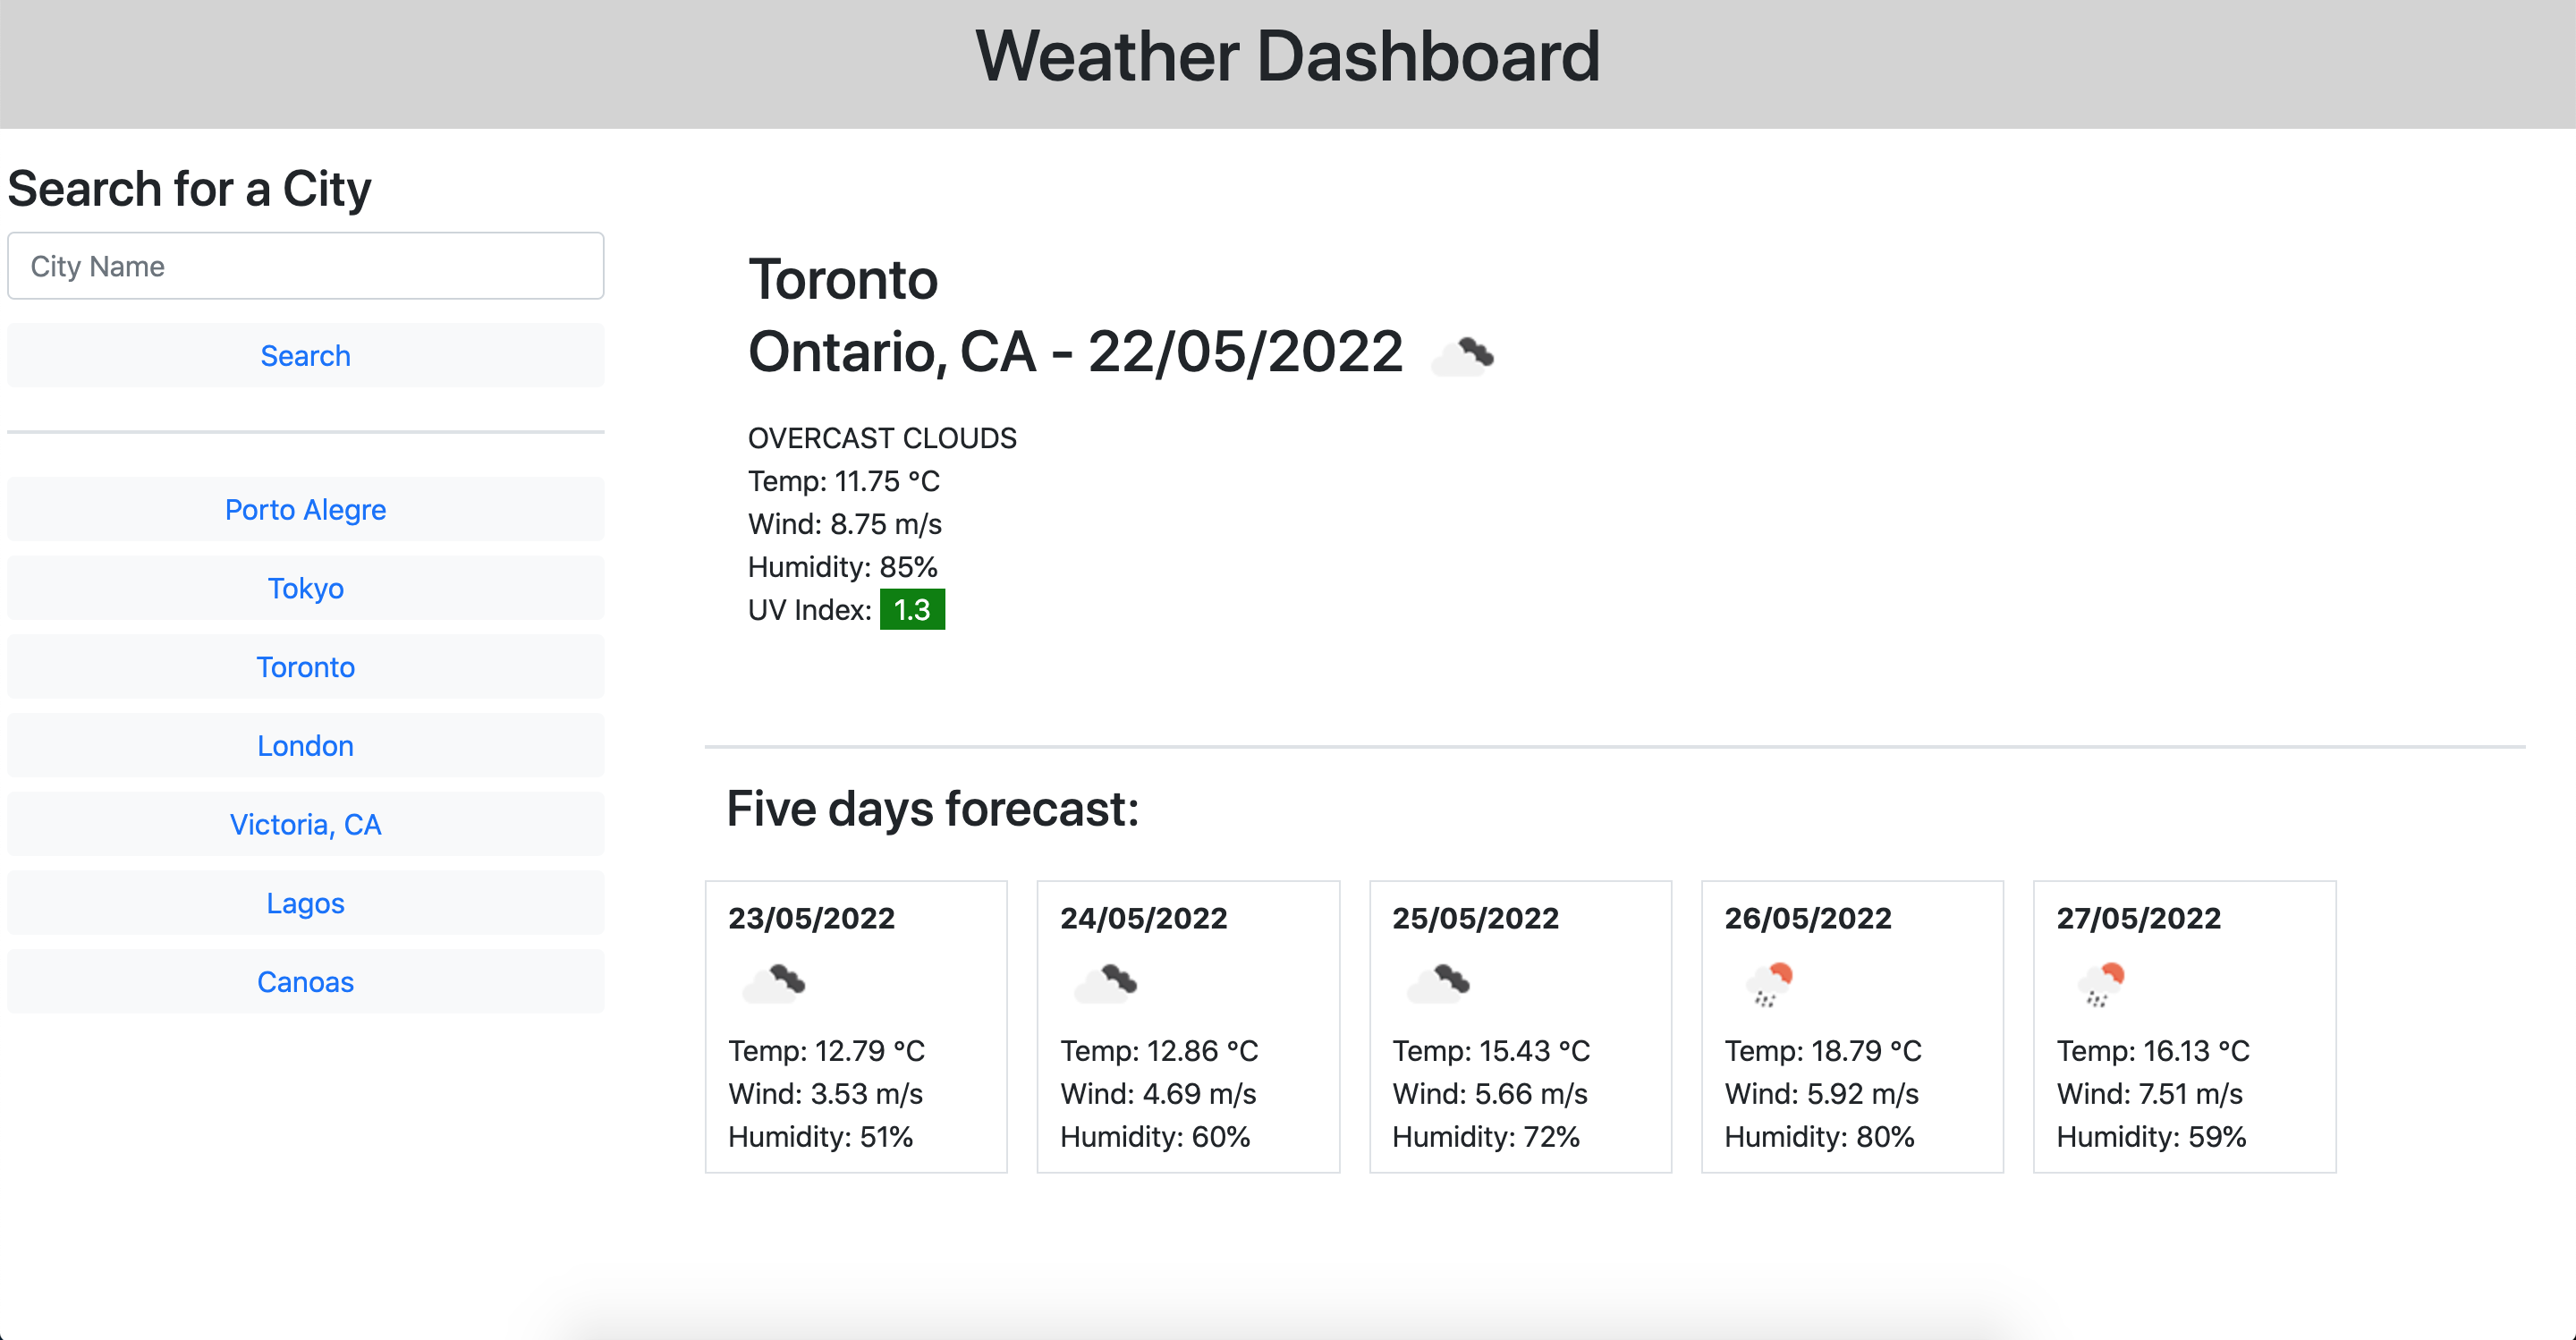 Weather Dashboard
Search for a City
City Name
Search
Porto Alegre
Tokyo
Toronto
London
Victoria, CA
Lagos
Canoas
Toronto
Ontario, CA - 22/05/2022
OVERCAST CLOUDS
Temp: 11.75 °C
Wind: 8.75 m/s
Humidity: 85%
UV Index: 1.3
Five days forecast:
23/05/2022
Temp: 12.79 °C
Wind: 3.53 m/s
Humidity: 51%
24/05/2022
Temp: 12.86 °C
Wind: 4.69 m/s
Humidity: 60%
25/05/2022
Temp: 15.43 °C
Wind: 5.66 m/s
Humidity: 72%
26/05/2022
Temp: 18.79 °C
Wind: 5.92 m/s
Humidity: 80%
27/05/2022
Temp: 16.13 °C
Wind: 7.51 m/s
Humidity: 59%